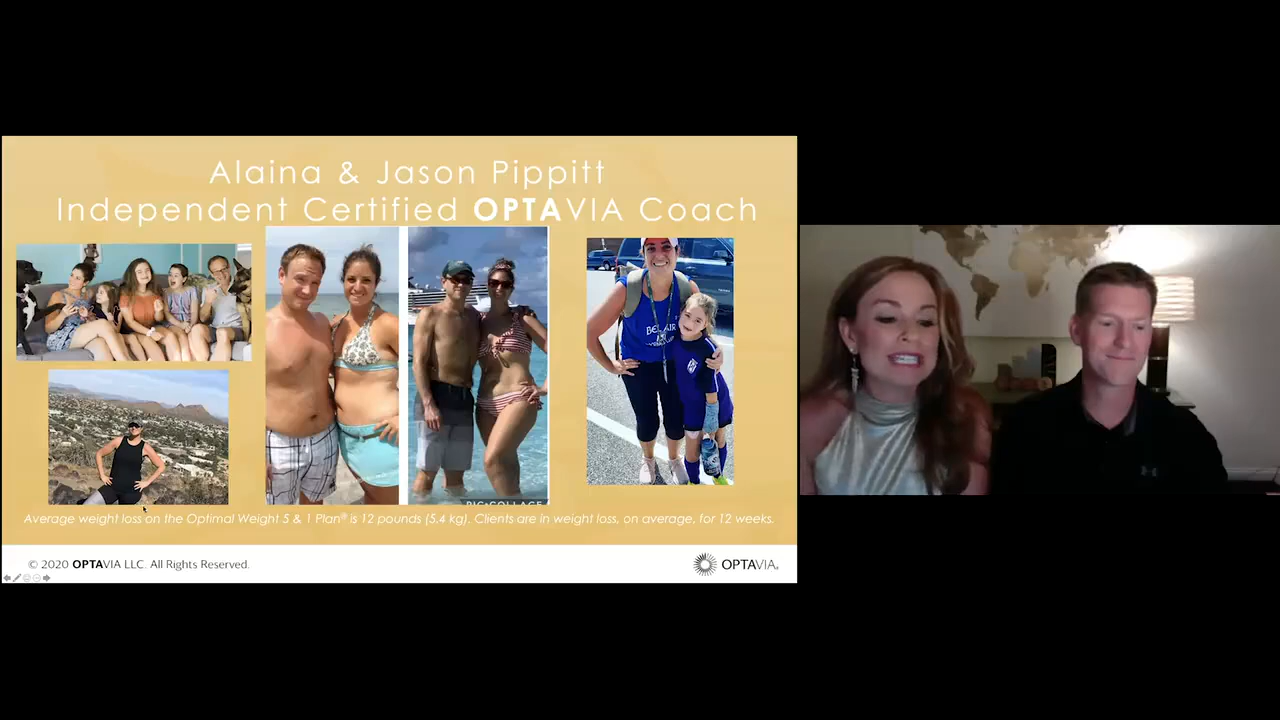 Alaina & Jason Pippitt
Independent Certified OPTAVIA Coach
BEL AIR
PIC•COLLAGE
Average weight loss on the Optimal Weight 5 & 1 Plan® is 12 pounds (5.4 kg). Clients are in weight loss, on average, for 12 weeks.
© 2020 OPTAVIA LLC. All Rights Reserved.
OPTAVIA®